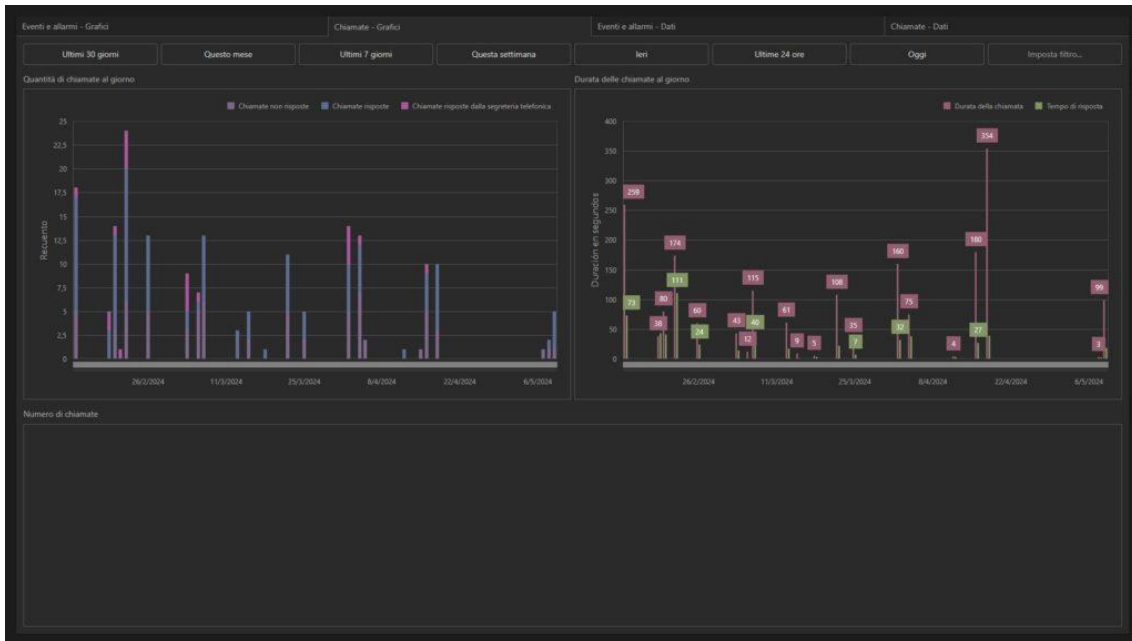 Eventi e allarmi - Grafici
Chiamate - Grafici
Eventi e allarmi - Dati
Chiamate - Dati
Ultimi 30 giorni
Questo mese
Ultimi 7 giorni
Questa settimana
Ieri
Ultime 24 ore
Oggi
Imposta filtro...
Quantità di chiamate al giorno
Chiamate non risposte
Chiamate risposte
Chiamate risposte dalla segreteria telefonica
Recuento
25
22,5
20
17,5
15
12,5
10
7,5
5
2,5
0
26/2/2024
11/3/2024
25/3/2024
8/4/2024
22/4/2024
6/5/2024
Durata delle chiamate al giorno
Durata della chiamata
Tempo di risposta
Duración en segundos
400
350
300
250
200
150
100
50
0
259
73
38
80
174
111
60
24
43
12
115
40
61
9
5
108
35
7
160
32
75
4
180
27
354
3
99
26/2/2024
11/3/2024
25/3/2024
8/4/2024
22/4/2024
6/5/2024
Numero di chiamate